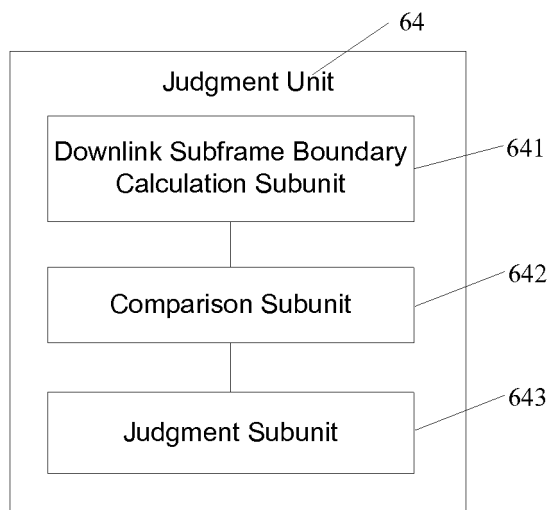 64
Judgment Unit
Downlink Subframe Boundary
Calculation Subunit
641
Comparison Subunit
642
Judgment Subunit
643